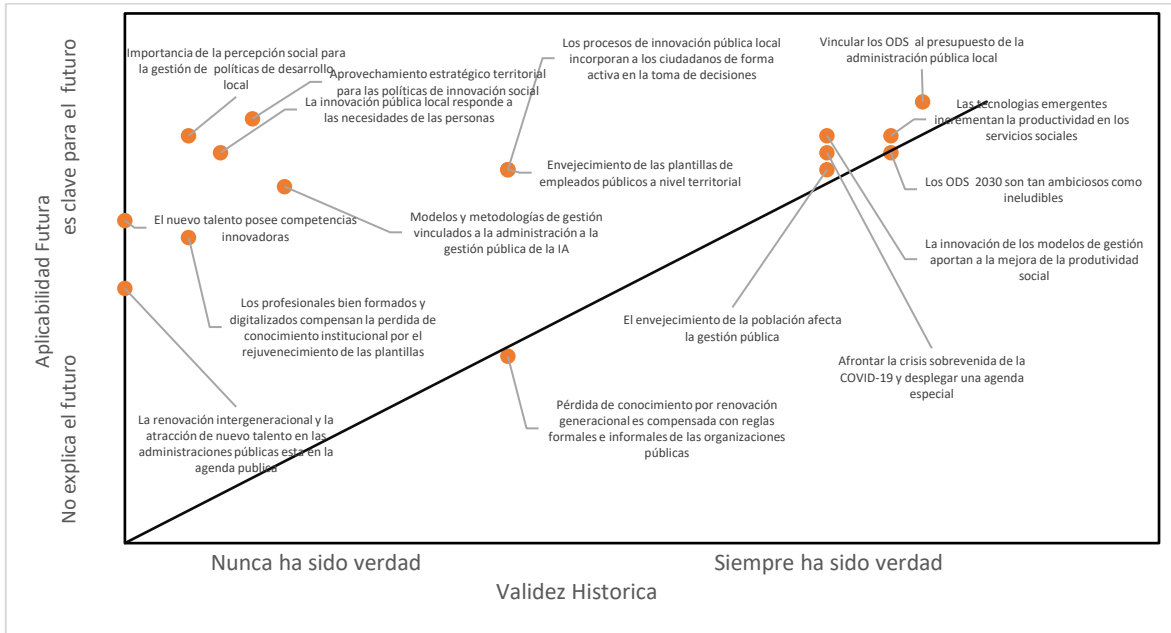 Importancia de la percepción social para
la gestión de políticas de desarrollo
local
Aprovechamiento estratégico territorial
para las políticas de innovación social
La innovación pública local responde a
las necesidades de las personas
Los procesos de innovación pública local
incorporan a los ciudadanos de forma
activa en la toma de decisiones
Vincular los ODS al presupuesto de la
administración pública local
Las tecnologias emergentes
incrementan la productividad en los
servicios sociales
Envejecimiento de las plantillas de
empleados públicos a nivel territorial
Los ODS 2030 son tan ambiciosos como
ineludibles
El nuevo talento posee competencias
innovadoras
Modelos y metodologías de gestión
vinculados a la administración a la
gestión pública de la IA
La innovación de los modelos de gestión
aportan a la mejora de la produtividad
social
Los profesionales bien formados y
digitalizados compensan la perdida de
conocimiento institucional por el
rejuvenecimiento de las plantillas
El envejecimiento de la población afecta
la gestión pública
Afrontar la crisis sobrevenida de la
COVID-19 y desplegar una agenda
especial
La renovación intergeneracional y la
atracción de nuevo talento en las
administraciones públicas esta en la
agenda publica
Pérdida de conocimiento por renovación
generacional es compensada con reglas
formales e informales de las organizaciones
públicas
Aplicabilidad Futura
No explica el futuro
es clave para el futuro
Nunca ha sido verdad
Siempre ha sido verdad
Validez Historica